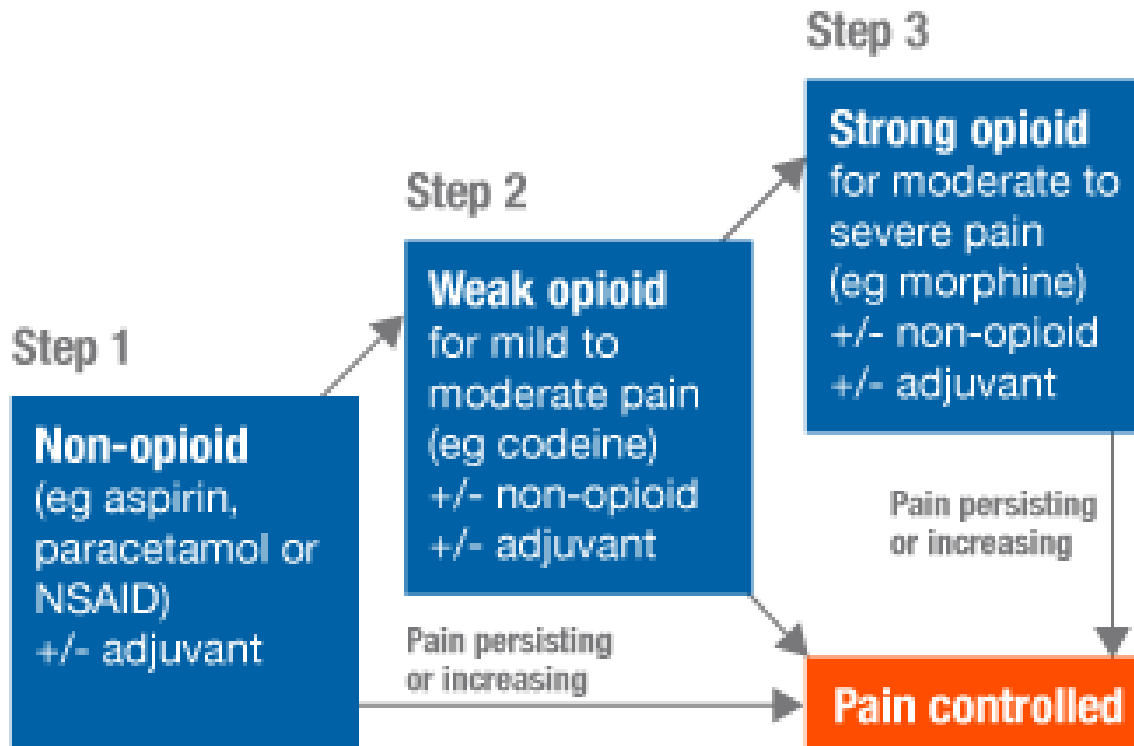 Step 1
Non-opioid
(eg aspirin,
paracetamol or
NSAID)
+/- adjuvant
Step 2
Weak opioid
for mild to
moderate pain
(eg codeine)
+/- non-opioid
+/- adjuvant
Step 3
Strong opioid
for moderate to
severe pain
(eg morphine)
+/- non-opioid
+/- adjuvant
Pain persisting
or increasing
Pain persisting
or increasing
Pain controlled